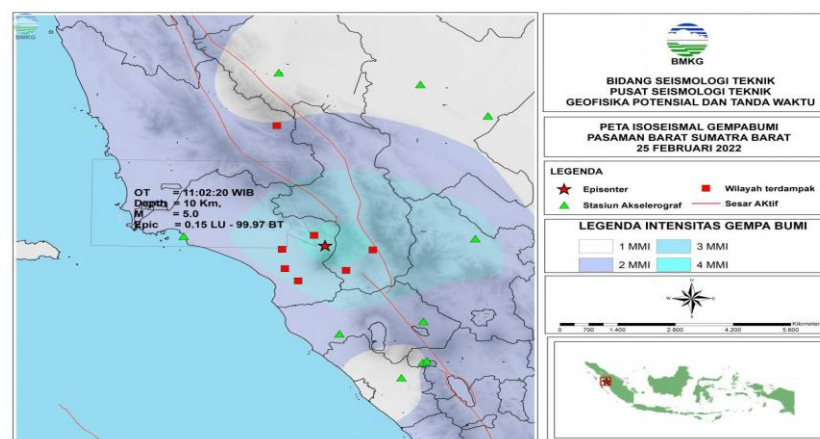 BMKG
OT = 11:02:20 WIB
Depth = 10 Km,
M = 5.0
Epic = 0.15 LU - 99.97 BT
BMKG
BIDANG SEISMOLOGI TEKNIK
PUSAT SEISMOLOGI TEKNIK
GEOFISIKA POTENSIAL DAN TANDA WAKTU
PETA ISOSEISMAL GEMPABUMI
PASAMAN BARAT SUMATRA BARAT
25 FEBRUARI 2022
LEGENDA
Episenter
Wilayah terdampak
Stasiun Akselerograf
Sesar AKtif
LEGENDA INTENSITAS GEMPA BUMI
1 MMI
3 MMI
2 MMI
4 MMI
N
W
E
S
0 700 1.400 2.800 4.200 5.600
Kilometer